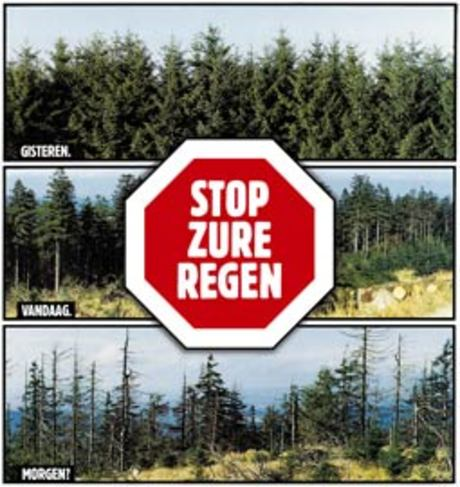 GISTEREN.
STOP
ZURE
REGEN
VANDAAG.
MORGEN?